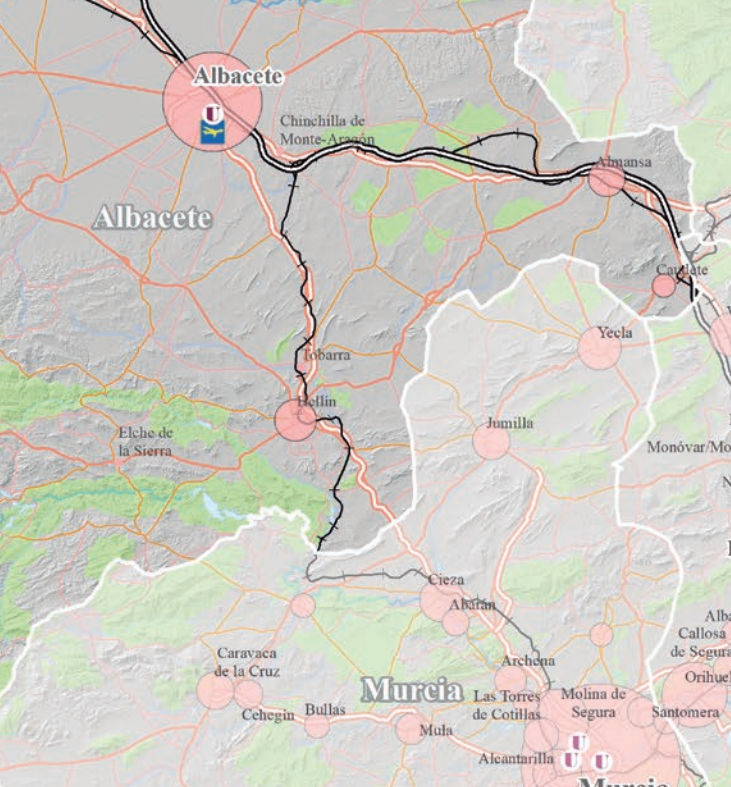 Albacete
U
Chinchilla de
Monte-Aragón
Almansa
Albacete
Caudete
Yecla
Tobarra
Hellín
Jumilla
Elche de
la Sierra
Monóvar/Mo
N
Cieza
Abarán
Alba
Callosa
de Segura
Caravaca
de la Cruz
Archena
Orihuel
Murcia
Las Torres
de Cotillas
Molina de
Segura
Santomera
Cehegín
Bullas
Mula
Alcantarilla
U
U
U
Murcia